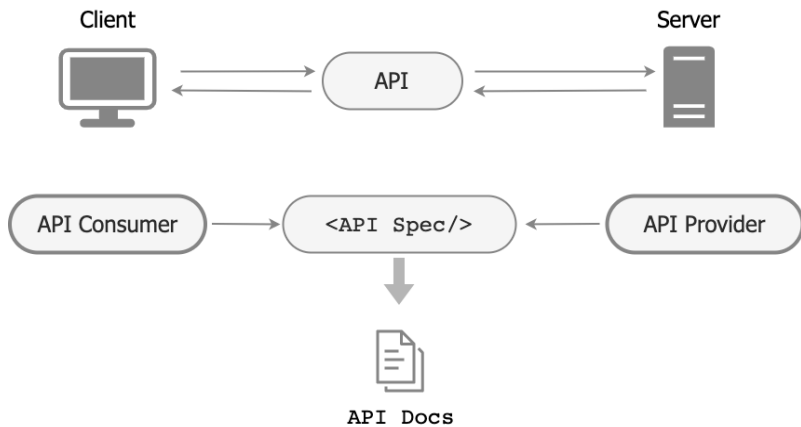 Client
Server
API
API Consumer
<API Spec/>
API Provider
API Docs